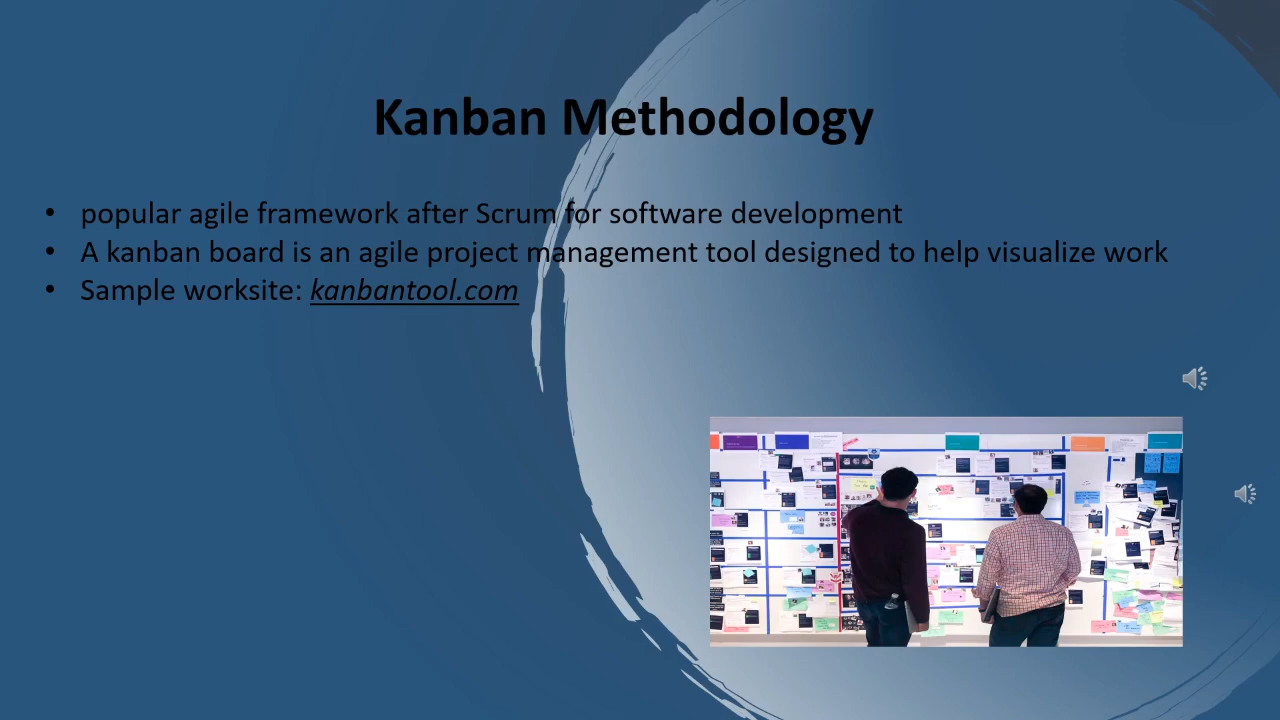 Kanban Methodology
• popular agile framework after Scrum for software development
• A kanban board is an agile project management tool designed to help visualize work
• Sample worksite: kanbantool.com